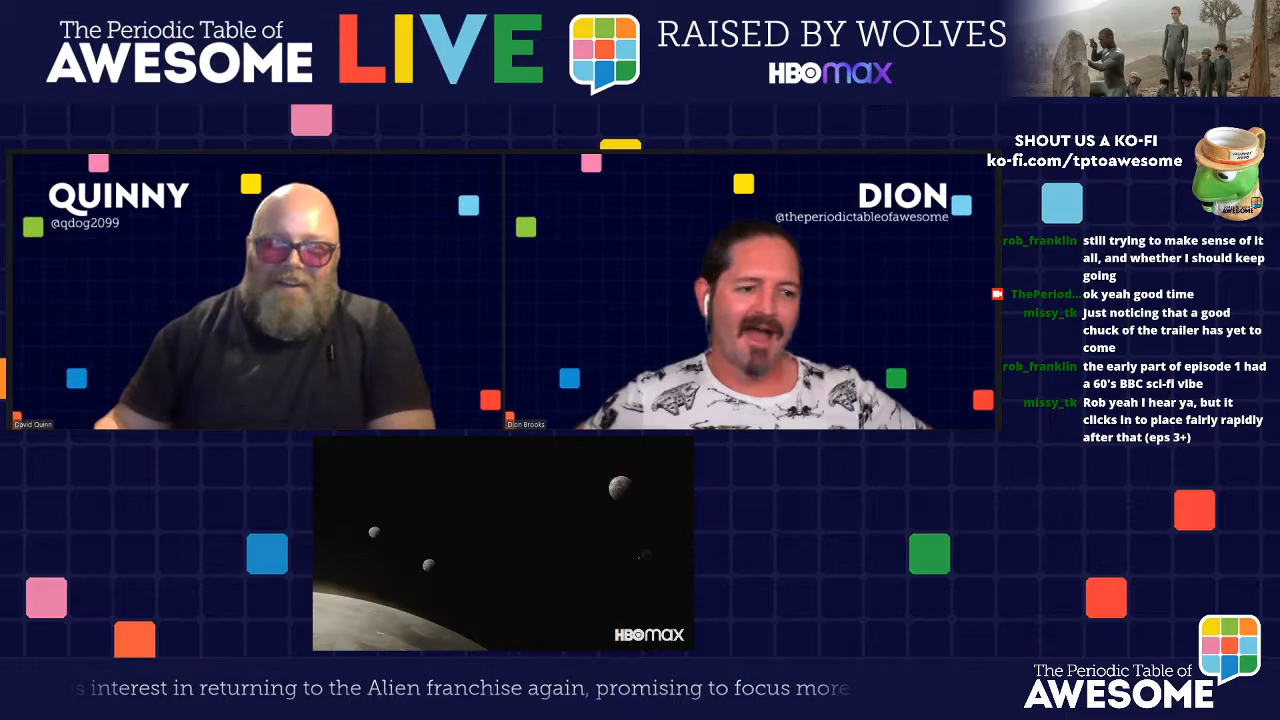 The Periodic Table of
AWESOME
LIVE
RAISED BY WOLVES
HBOmax
SHOUT US A KO-FI
ko-fi.com/tptoawesome
QUINNY
@qdog2099
DION
@theperiodictableofawesome
rob_franklin still trying to make sense of it
all, and whether I should keep
going
ThePeriod... ok yeah good time
missy_tk Just noticing that a good
chuck of the trailer has yet to
come
rob_franklin the early part of episode 1 had
a 60's BBC sci-fi vibe
missy_tk Rob yeah I hear ya, but it
clicks in to place fairly rapidly
after that (eps 3+)
David Quinn
Dion Brooks
HBOmax
s interest in returning to the Alien franchise again, promising to focus more
The Periodic Table of
AWESOME